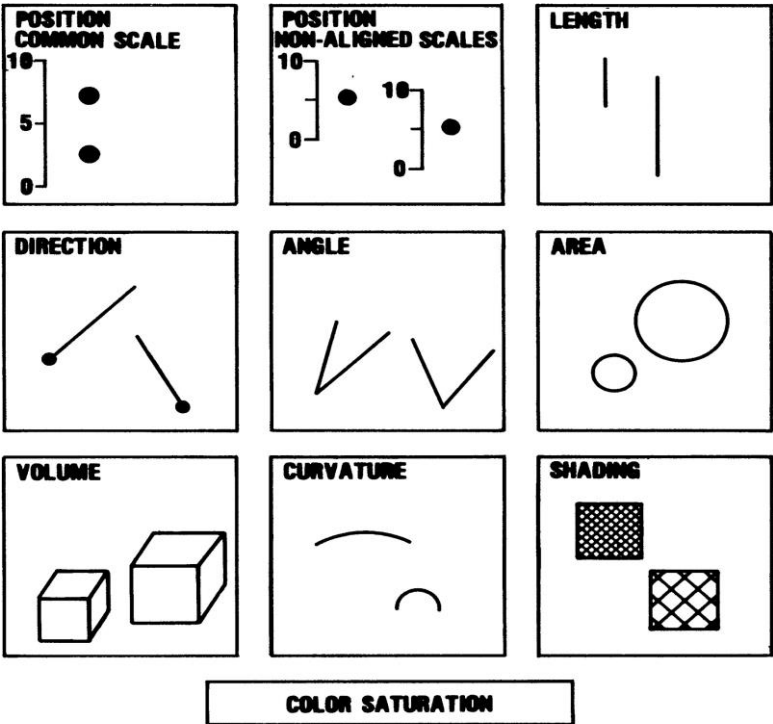 POSITION
COMMON SCALE
10
5
0
POSITION
NON-ALIGNED SCALES
10
0
10
0
LENGTH
DIRECTION
ANGLE
AREA
VOLUME
CURVATURE
SHADING
COLOR SATURATION